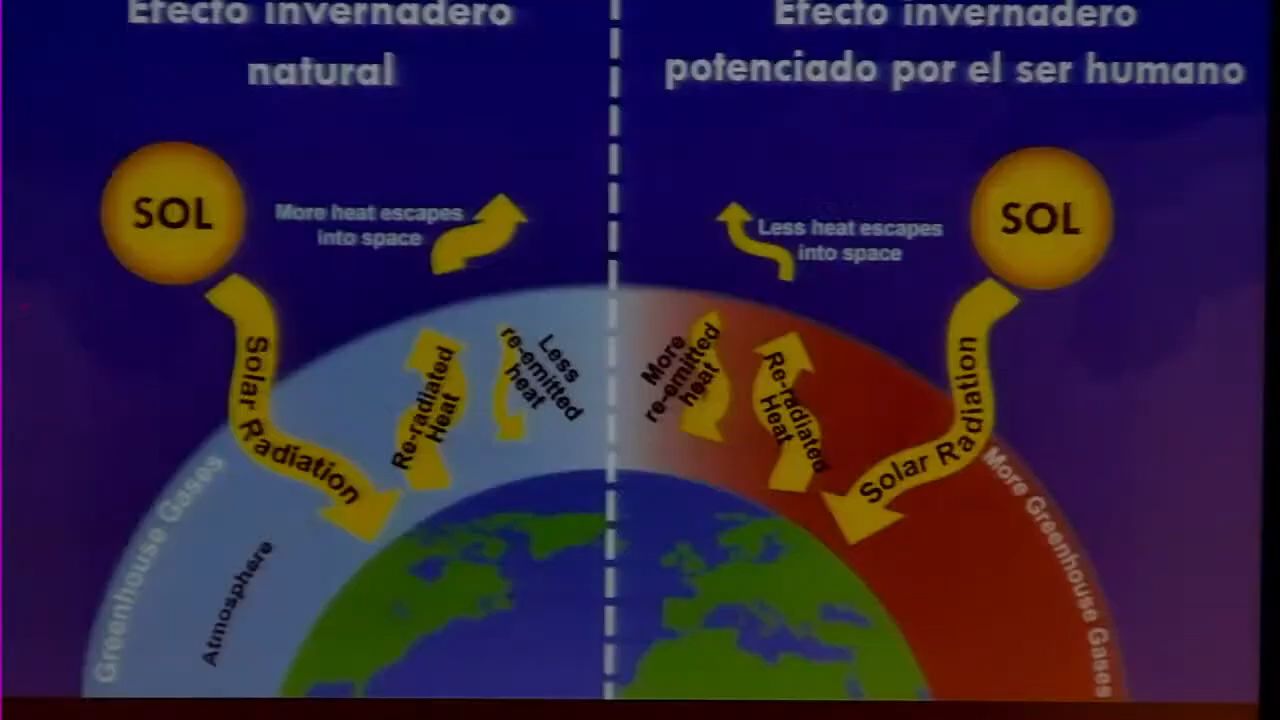 Efecto invernadero
natural
Efecto invernadero
potenciado por el ser humano
SOL
More heat escapes
into space
Less heat escapes
into space
SOL
Solar Radiation
Re-radiated
Heat
Less
re-emitted
heat
More
re-emitted
heat
Re-radiated
Heat
Solar Radiation
Greenhouse Gases
Atmosphere
More Greenhouse Gases